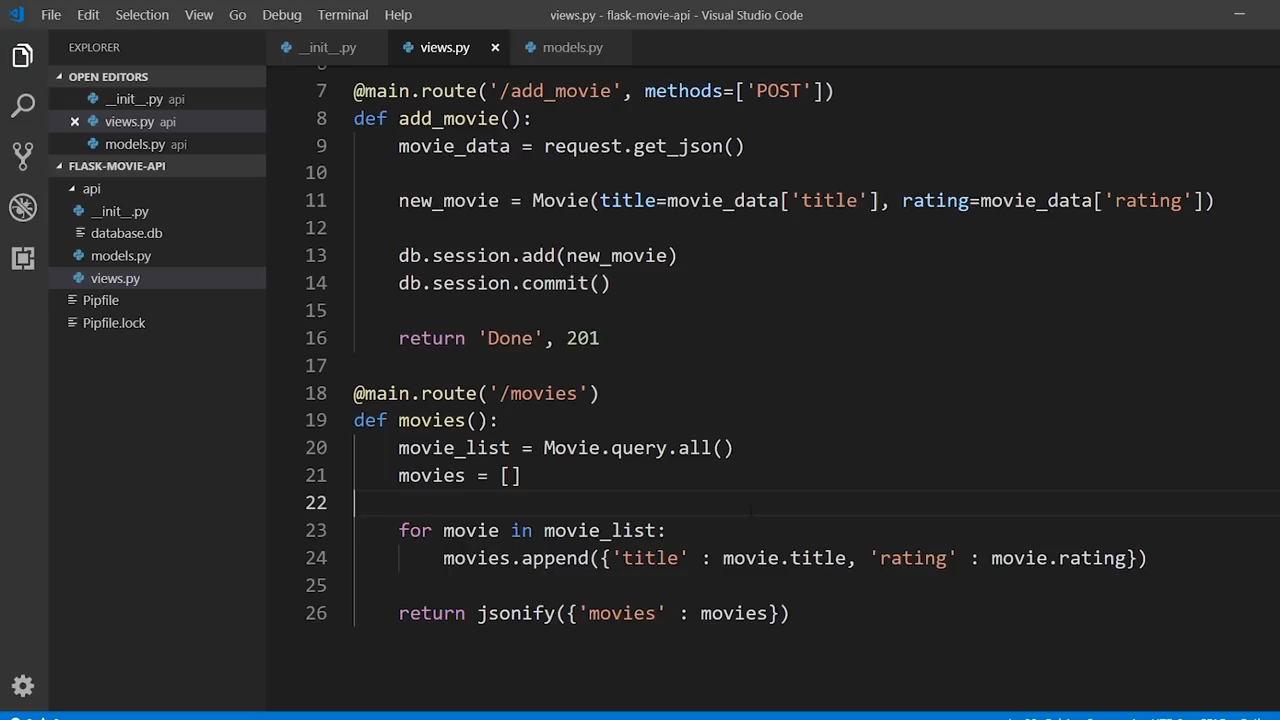 File Edit Selection View Go Debug Terminal Help views.py - flask-movie-api - Visual Studio Code
EXPLORER
OPEN EDITORS
__init__.py api
views.py api
models.py api
FLASK-MOVIE-API
api
__init__.py
database.db
models.py
views.py
Pipfile
Pipfile.lock
__init__.py views.py models.py
7 @main.route('/add_movie', methods=['POST'])
8 def add_movie():
9 movie_data = request.get_json()
10
11 new_movie = Movie(title=movie_data['title'], rating=movie_data['rating'])
12
13 db.session.add(new_movie)
14 db.session.commit()
15
16 return 'Done', 201
17
18 @main.route('/movies')
19 def movies():
20 movie_list = Movie.query.all()
21 movies = []
22
23 for movie in movie_list:
24 movies.append({'title' : movie.title, 'rating' : movie.rating})
25
26 return jsonify({'movies' : movies})